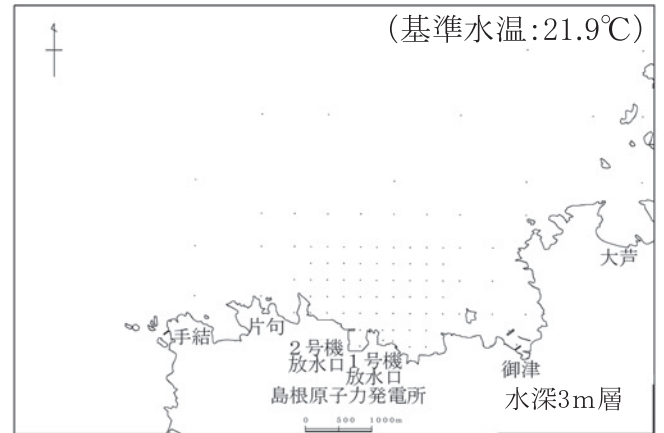 (基準水温:21.9℃)
大芦
手結
片句
2号機
放水口
1号機
放水口
御津
島根原子力発電所
水深3m層
0 500 1000m